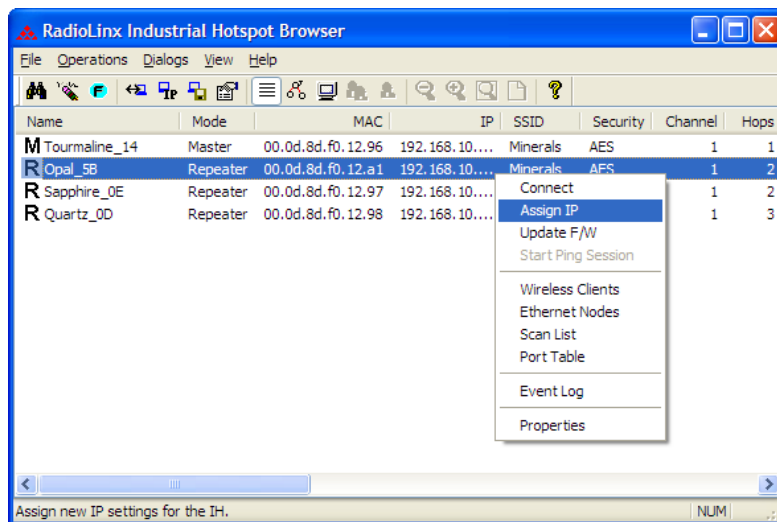 RadioLinx Industrial Hotspot Browser
File Operations Dialogs View Help
F IP ?
Name Mode MAC IP SSID Security Channel Hops
M Tourmaline_14 Master 00.0d.8d.f0.12.96 192.168.10.... Minerals AES 1 1
R Opal_5B Repeater 00.0d.8d.f0.12.a1 192.168.10.... Minerals AES 1 2
R Sapphire_0E Repeater 00.0d.8d.f0.12.97 192.168.10.... 1 2
R Quartz_0D Repeater 00.0d.8d.f0.12.98 192.168.10.... 1 3
Connect
Assign IP
Update F/W
Start Ping Session
Wireless Clients
Ethernet Nodes
Scan List
Port Table
Event Log
Properties
Assign new IP settings for the IH. NUM